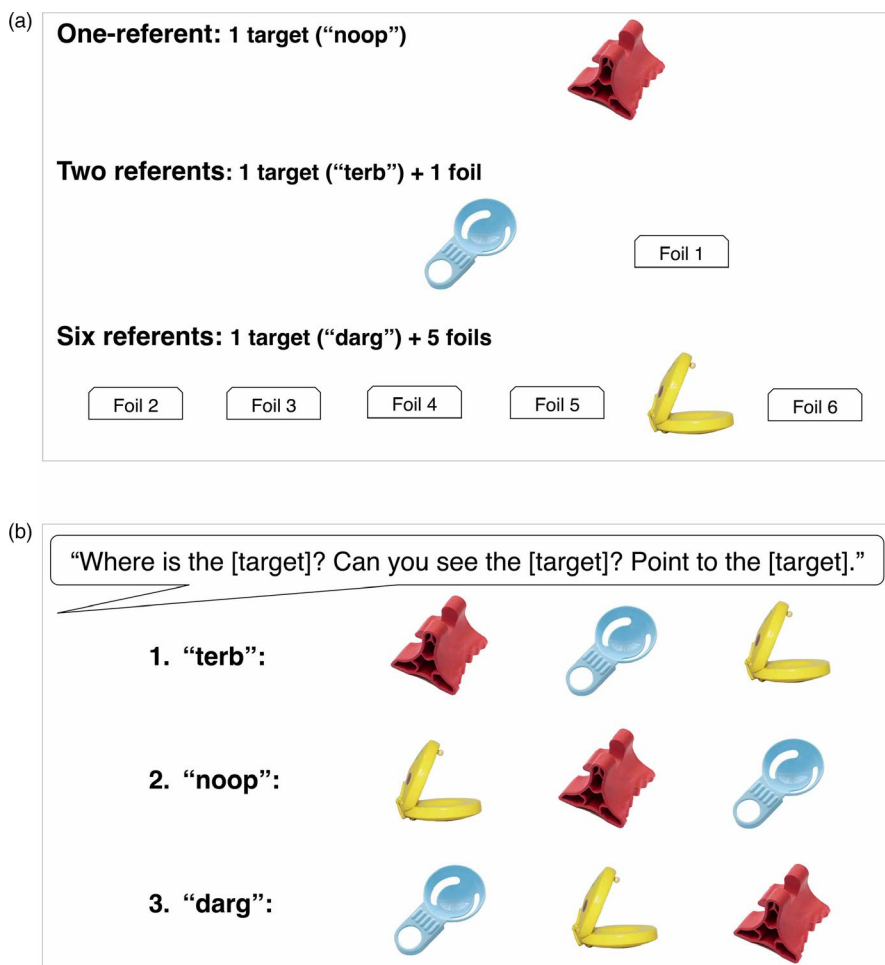 (a)
One-referent: 1 target (“noop”)
Two referents: 1 target (“terb”) + 1 foil
Foil 1
Six referents: 1 target (“darg”) + 5 foils
Foil 2 Foil 3 Foil 4 Foil 5 Foil 6
(b)
“Where is the [target]? Can you see the [target]? Point to the [target].”
1. “terb”:
2. “noop”:
3. “darg”: